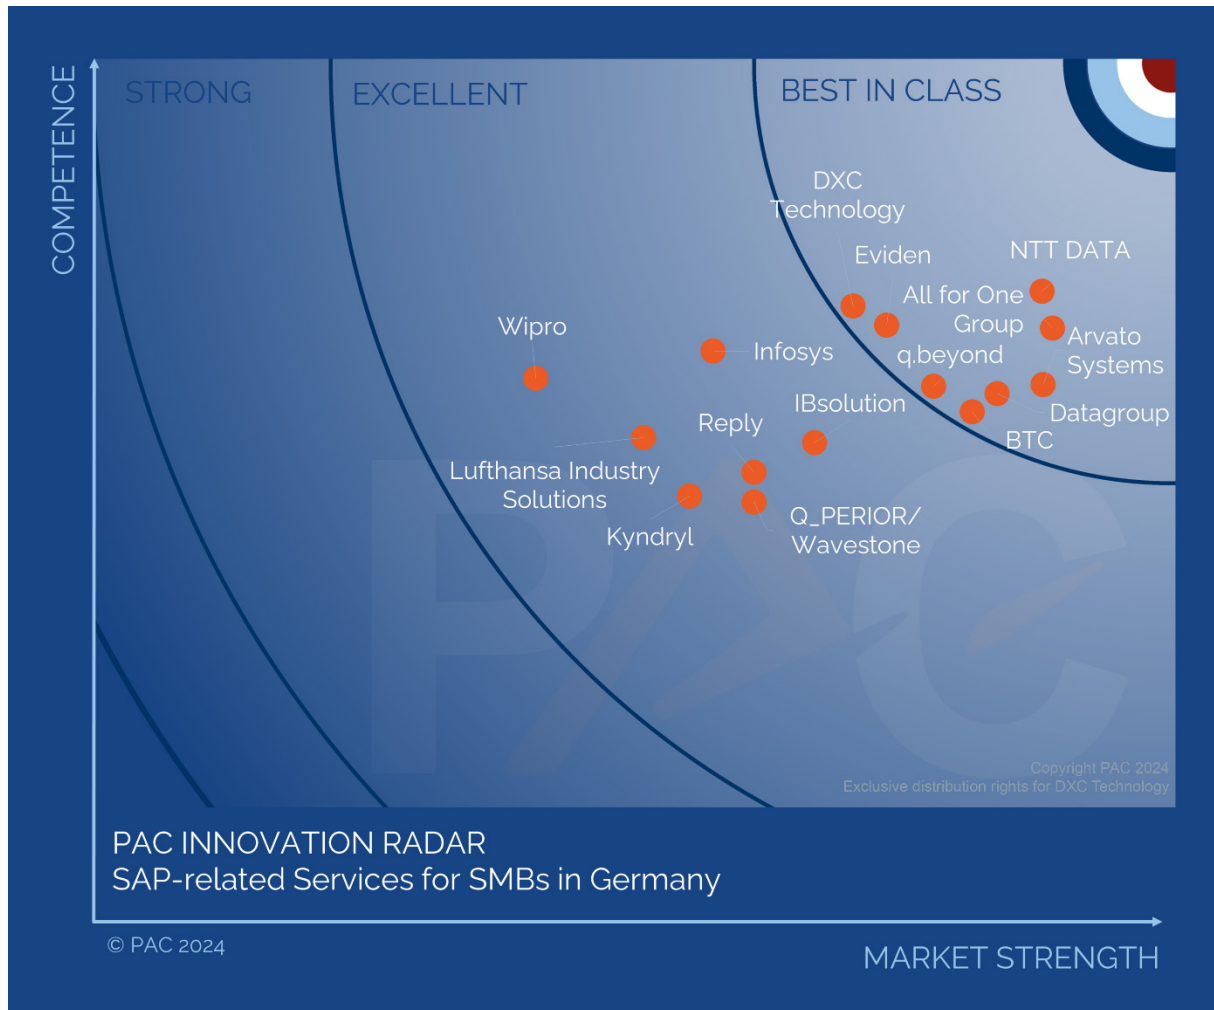 COMPETENCE
STRONG
EXCELLENT
BEST IN CLASS
DXC
Technology
Eviden
NTT DATA
All for One
Group
Arvato
Systems
Wipro
Infosys
q.beyond
IBsolution
Datagroup
Reply
BTC
Lufthansa Industry
Solutions
Q_PERIOR/
Wavestone
Kyndryl
PAC
Copyright PAC 2024
Exclusive distribution rights for DXC Technology
PAC INNOVATION RADAR
SAP-related Services for SMBs in Germany
© PAC 2024
MARKET STRENGTH